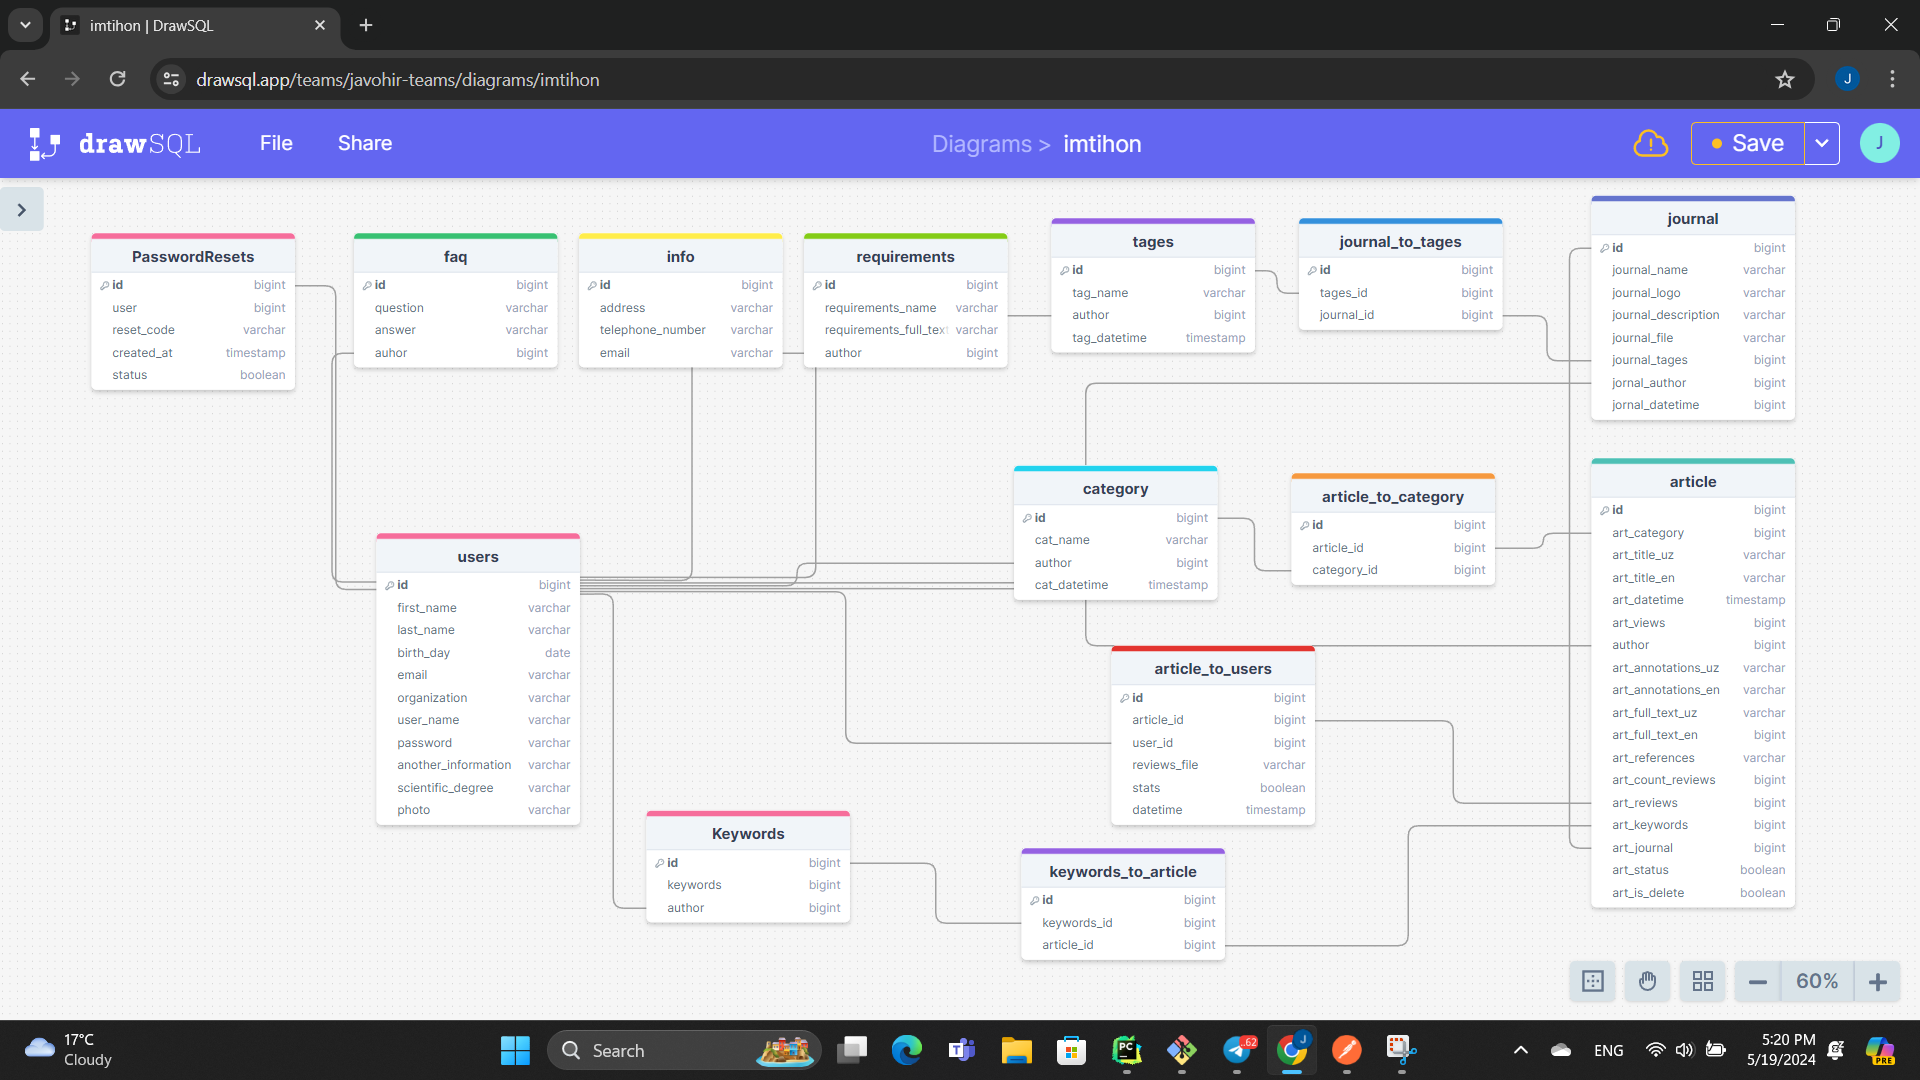 imtihon | DrawSQL
drawsql.app/teams/javohir-teams/diagrams/imtihon
J
drawSQL
File
Share
Diagrams > imtihon
Save
J
PasswordResets
id bigint
user bigint
reset_code varchar
created_at timestamp
status boolean
faq
id bigint
question varchar
answer varchar
auhor bigint
info
id bigint
address varchar
telephone_number varchar
email varchar
requirements
id bigint
requirements_name varchar
requirements_full_text varchar
author bigint
tages
id bigint
tag_name varchar
author bigint
tag_datetime timestamp
journal_to_tages
id bigint
tages_id bigint
journal_id bigint
journal
id bigint
journal_name varchar
journal_logo varchar
journal_description varchar
journal_file varchar
journal_tages bigint
jornal_author bigint
jornal_datetime bigint
category
id bigint
cat_name varchar
author bigint
cat_datetime timestamp
article_to_category
id bigint
article_id bigint
category_id bigint
article
id bigint
art_category bigint
art_title_uz varchar
art_title_en varchar
art_datetime timestamp
art_views bigint
author bigint
art_annotations_uz varchar
art_annotations_en varchar
art_full_text_uz varchar
art_full_text_en bigint
art_references varchar
art_count_reviews bigint
art_reviews bigint
art_keywords bigint
art_journal bigint
art_status boolean
art_is_delete boolean
users
id bigint
first_name varchar
last_name varchar
birth_day date
email varchar
organization varchar
user_name varchar
password varchar
another_information varchar
scientific_degree varchar
photo varchar
article_to_users
id bigint
article_id bigint
user_id bigint
reviews_file varchar
stats boolean
datetime timestamp
Keywords
id bigint
keywords bigint
author bigint
keywords_to_article
id bigint
keywords_id bigint
article_id bigint
60%
17°C
Cloudy
Search
PC
.62
J
ENG
5:20 PM
5/19/2024
PRE